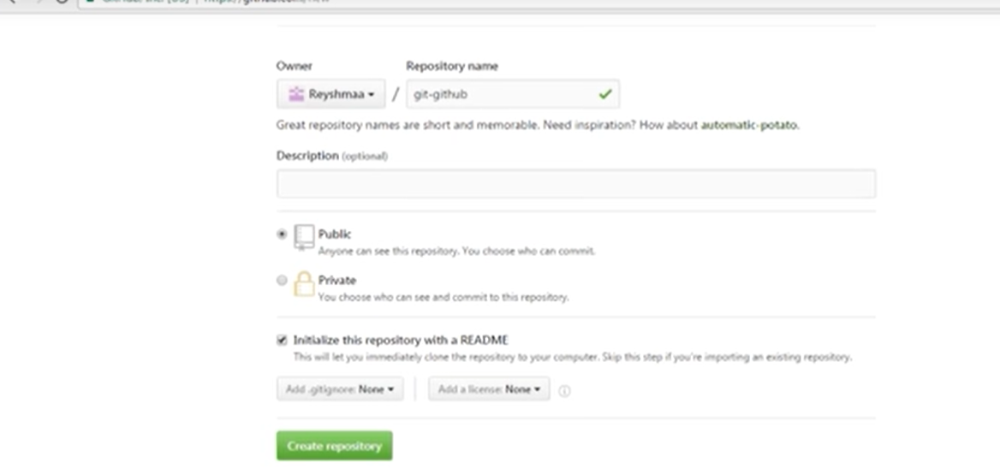 Owner Repository name
Reyshmaa / git-github
Great repository names are short and memorable. Need inspiration? How about automatic-potato.
Description (optional)
Public
Anyone can see this repository. You choose who can commit.
Private
You choose who can see and commit to this repository.
Initialize this repository with a README
This will let you immediately clone the repository to your computer. Skip this step if you're importing an existing repository.
Add .gitignore: None Add a license: None
Create repository